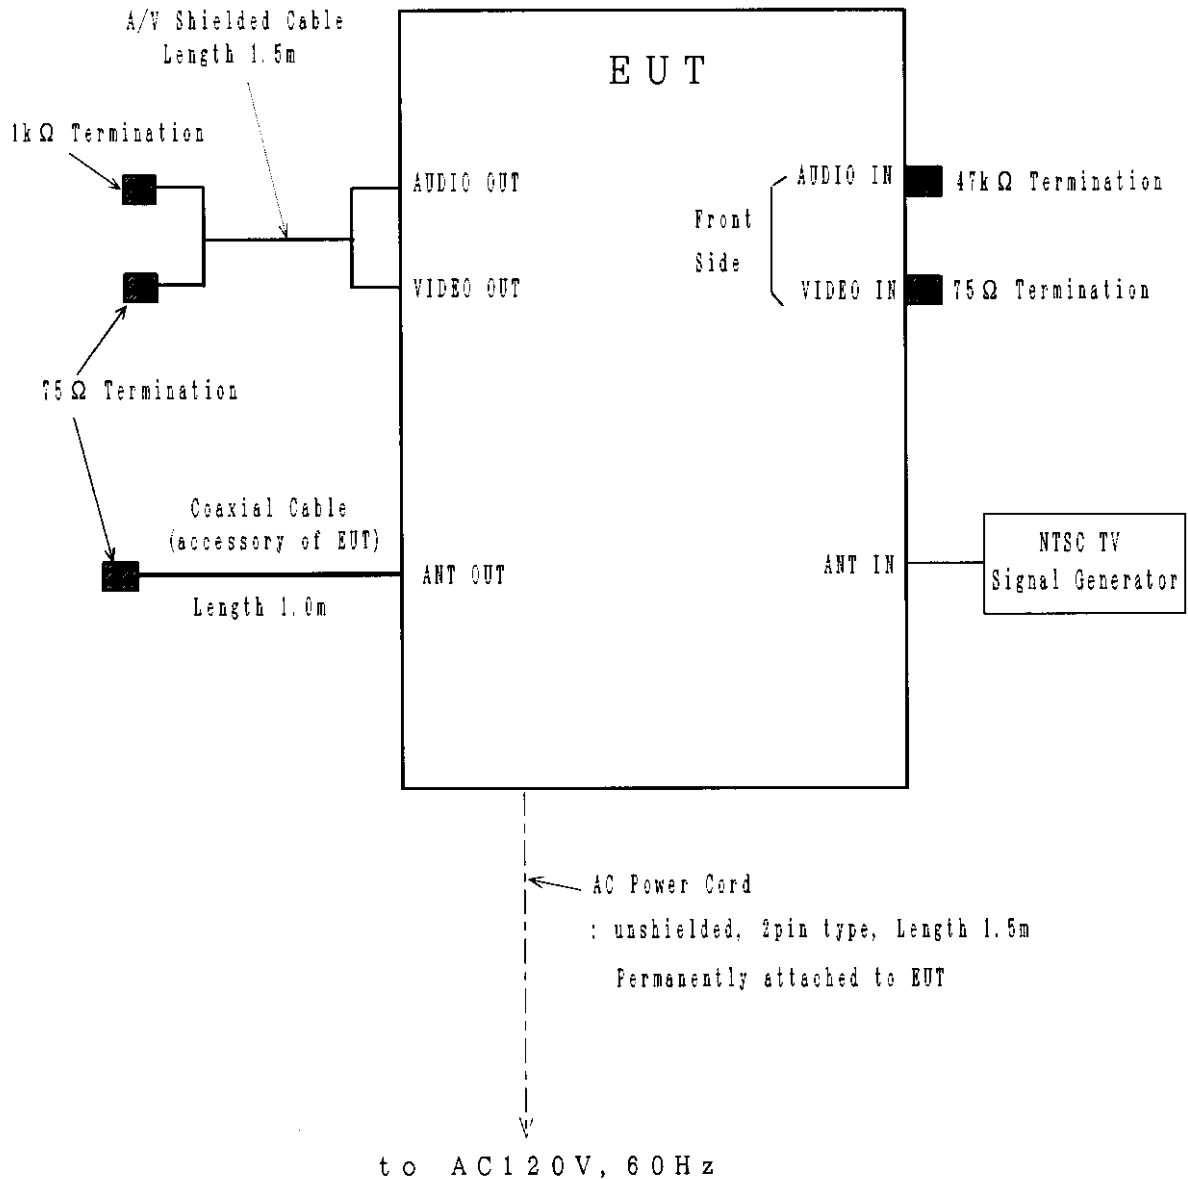 A/V Shielded Cable
Length 1.5m
EUT
1kΩ Termination
AUDIO OUT
AUDIO IN
47kΩ Termination
Front
Side
VIDEO OUT
VIDEO IN
75Ω Termination
75Ω Termination
Coaxial Cable
(accessory of EUT)
ANT OUT
Length 1.0m
ANT IN
NTSC TV
Signal Generator
AC Power Cord
: unshielded, 2pin type, Length 1.5m
Permanently attached to EUT
to AC120V, 60Hz